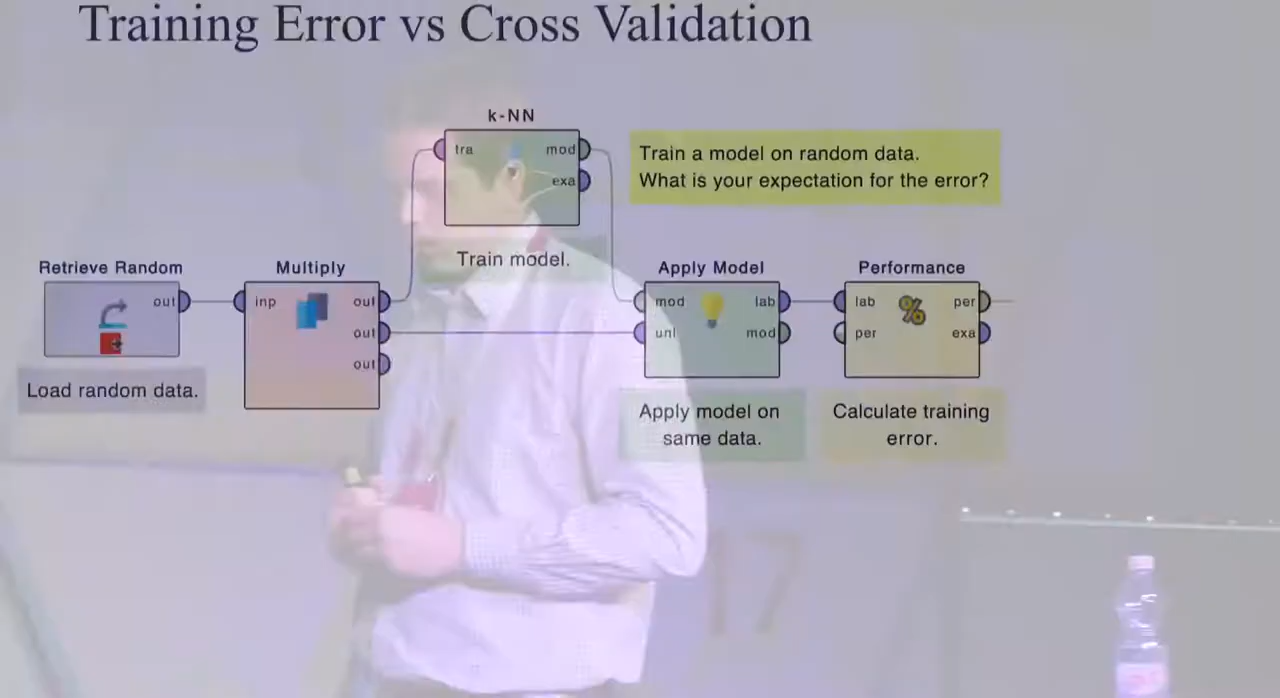 Training Error vs Cross Validation
k-NN
tra
mod
exa
Train a model on random data.
What is your expectation for the error?
Train model.
Retrieve Random
out
Load random data.
Multiply
inp
out
out
out
Apply Model
mod
lab
unl
mod
Apply model on
same data.
Performance
%
lab
per
per
exa
Calculate training
error.
17